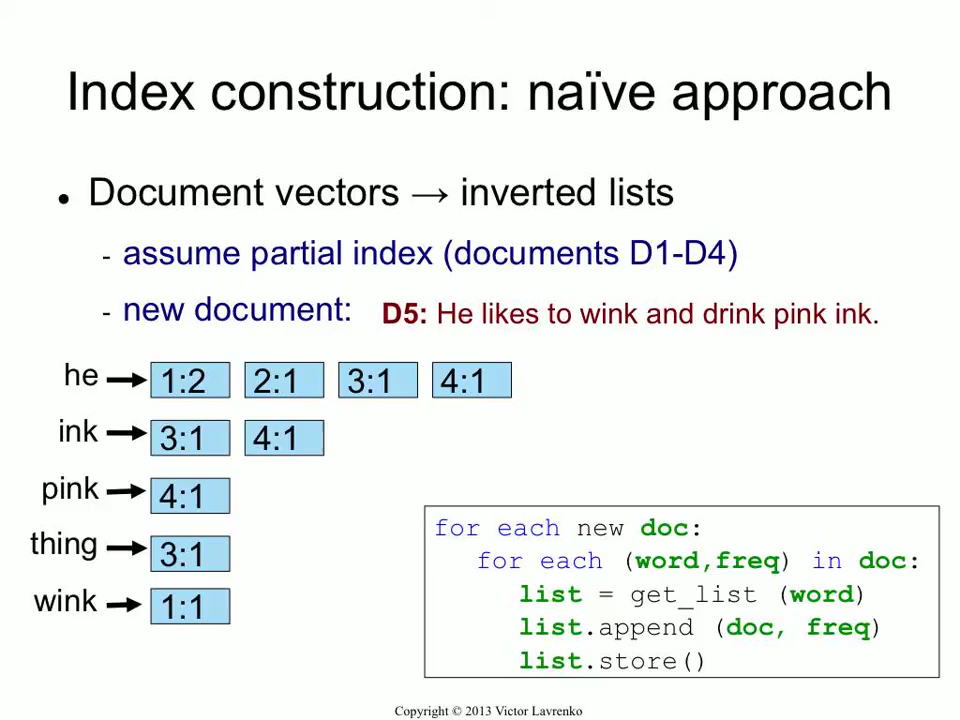 Index construction: naïve approach
● Document vectors → inverted lists
- assume partial index (documents D1-D4)
- new document: D5: He likes to wink and drink pink ink.
he 1:2 2:1 3:1 4:1
ink 3:1 4:1
pink 4:1
thing 3:1
wink 1:1
for each new doc:
for each (word,freq) in doc:
list = get_list (word)
list.append (doc, freq)
list.store()
Copyright © 2013 Victor Lavrenko